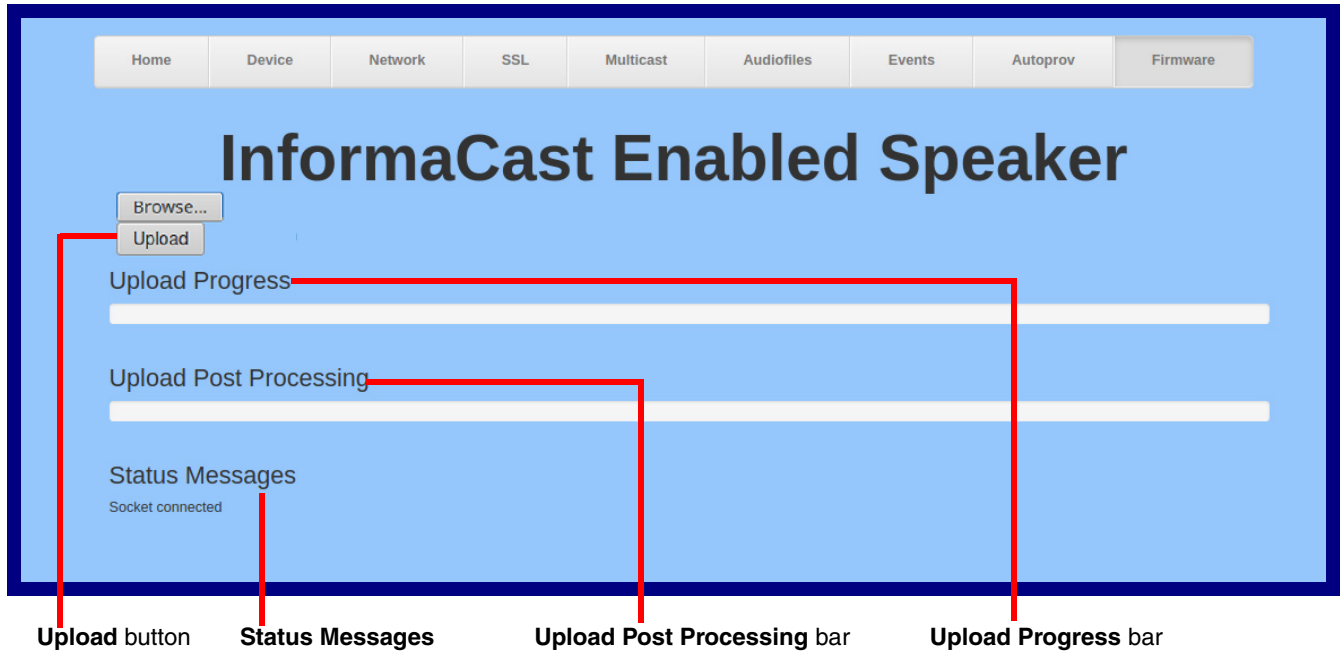 Home Device Network SSL Multicast Audiofiles Events Autoprov Firmware
InformaCast Enabled Speaker
Browse...
Upload
Upload Progress
Upload Post Processing
Status Messages
Socket connected
Upload button Status Messages Upload Post Processing bar Upload Progress bar